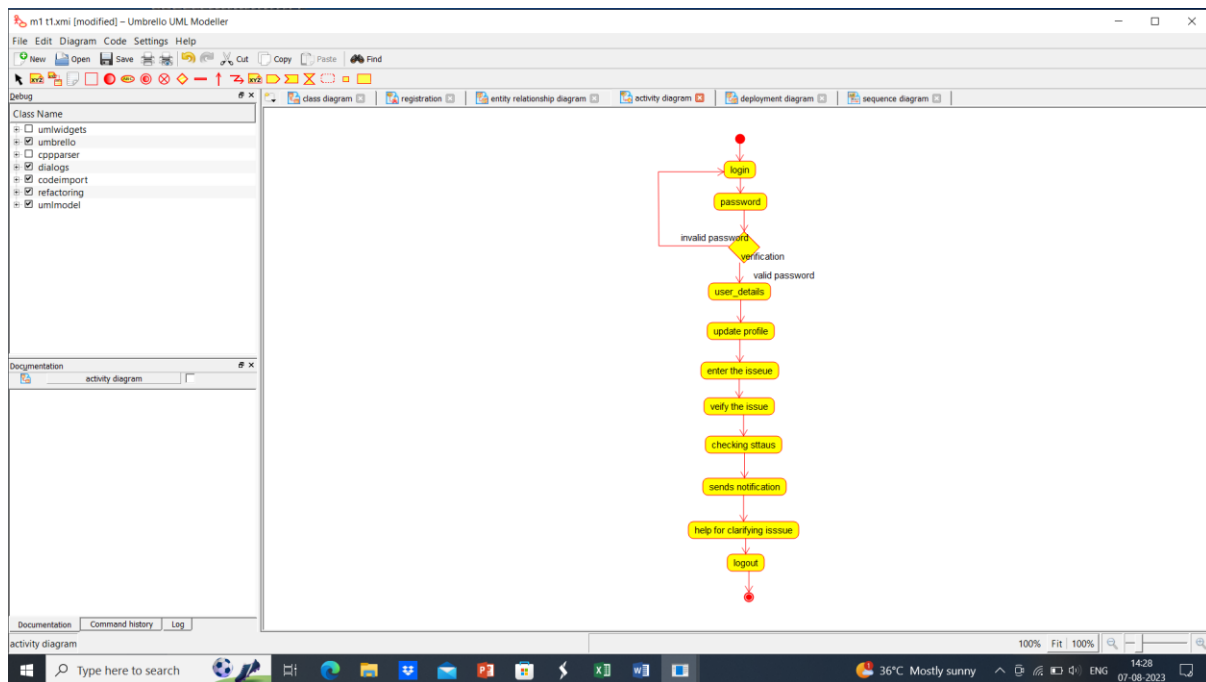 m1 t1.xmi [modified] – Umbrello UML Modeller
File Edit Diagram Code Settings Help
New Open Save Cut Copy Paste Find
Debug
Class Name
umlwidgets
umbrello
cppparser
dialogs
codeimport
refactoring
umlmodel
class diagram registration entity relationship diagram activity diagram deployment diagram sequence diagram
login
password
invalid password
verification
valid password
user_details
update profile
enter the isseue
veify the issue
checking sttaus
sends notification
help for clarifying isssue
logout
Documentation
activity diagram
Documentation Command history Log
activity diagram
100% Fit 100%
Type here to search
36°C Mostly sunny
ENG
14:28
07-08-2023